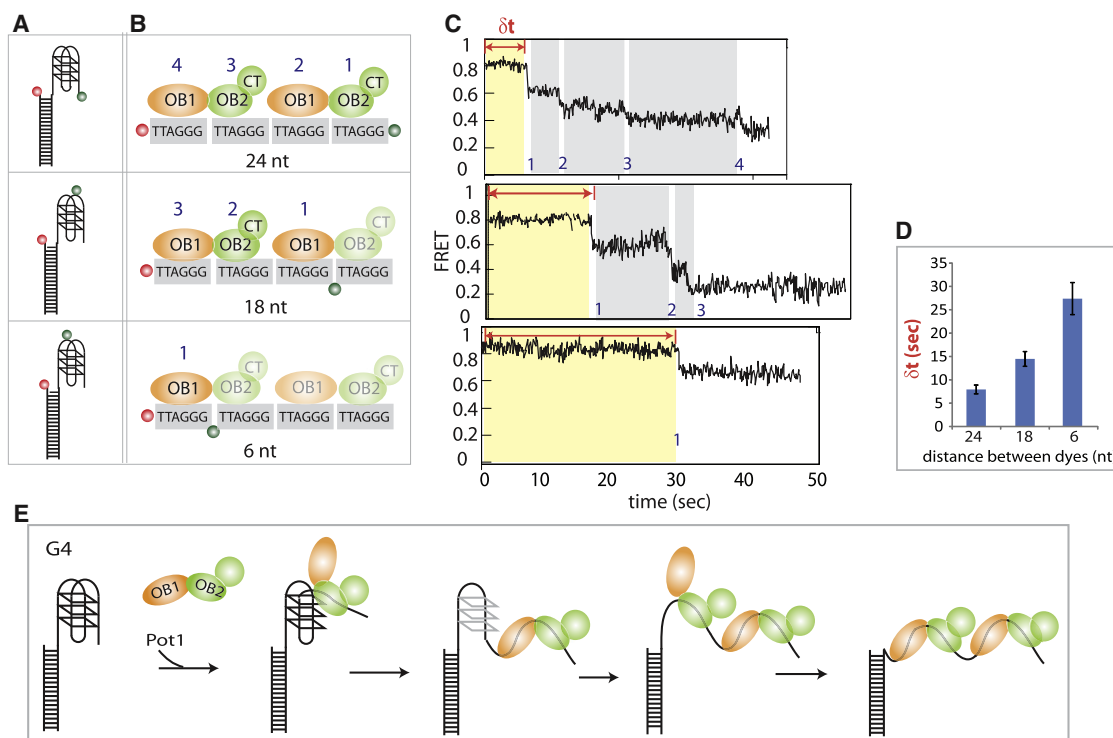 A
B
C
δt
4 3 2 1
OB1 OB2 CT OB1 OB2 CT
TTAGGG TTAGGG TTAGGG TTAGGG
24 nt
3 2 1
OB1 OB2 CT OB1 OB2 CT
TTAGGG TTAGGG TTAGGG TTAGGG
18 nt
1
OB1 OB2 CT OB1 OB2 CT
TTAGGG TTAGGG TTAGGG TTAGGG
6 nt
1
0.8
0.6
0.4
0.2
0
1 2 3 4
1
0.8
0.6
0.4
0.2
0
1 2 3
1
0.8
0.6
0.4
0.2
0
1
FRET
0 10 20 30 40 50
time (sec)
D
35
30
25
20
15
10
5
0
δt (sec)
24 18 6
distance between dyes (nt
E
G4
OB1 OB2
Pot1